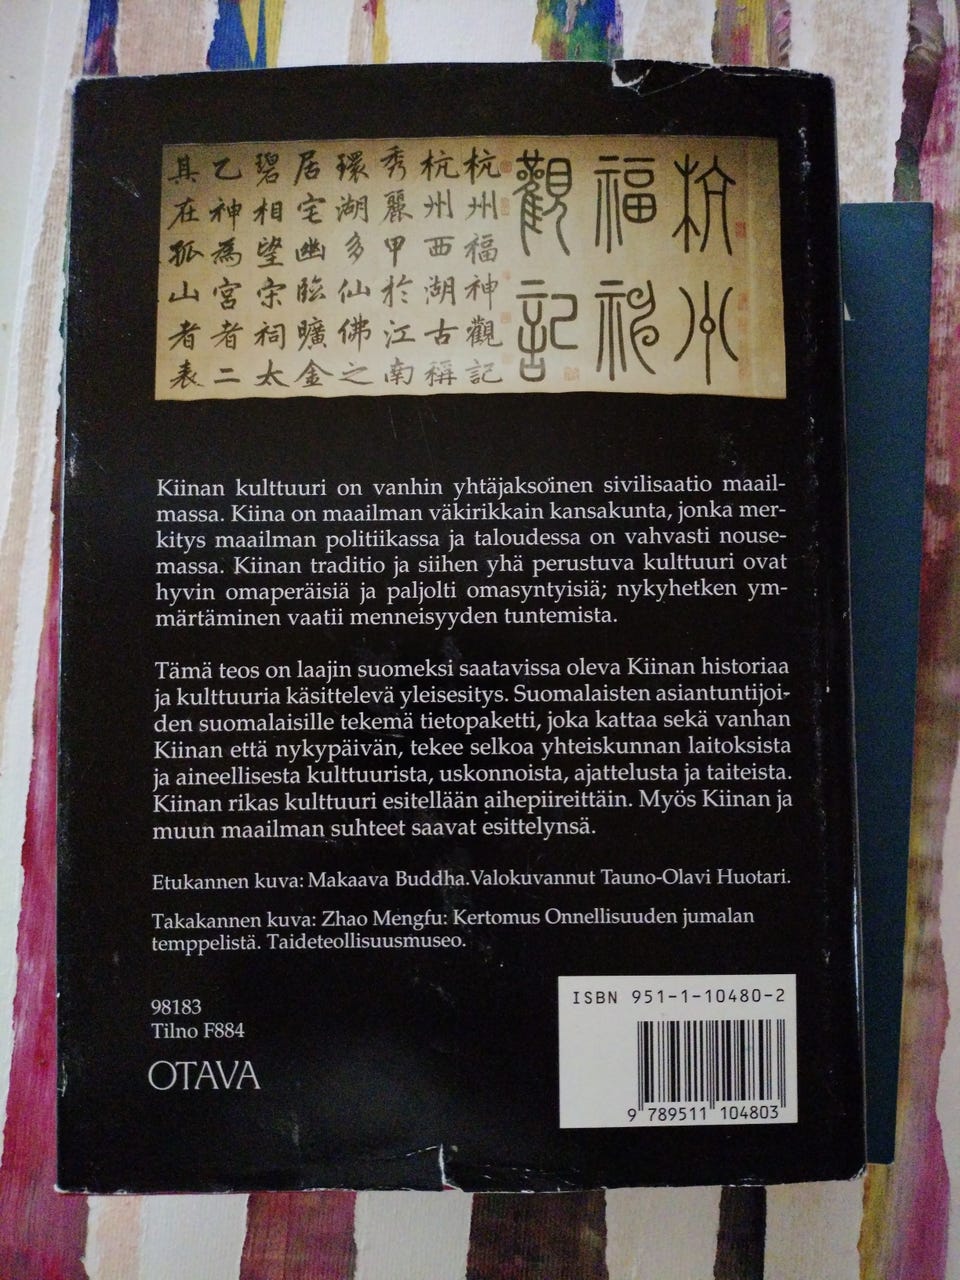 杭州
福神
觀記
杭州福神觀記
杭州西湖古稱
秀麗甲於江南
環湖多仙佛之
居宅幽臨曠金
碧相望宗祠太
乙神為宮者二
其在孤山者表
Kiinan kulttuuri on vanhin yhtäjaksoinen sivilisaatio maail-
massa. Kiina on maailman väkirikkain kansakunta, jonka mer-
kitys maailman politiikassa ja taloudessa on vahvasti nouse-
massa. Kiinan traditio ja siihen yhä perustuva kulttuuri ovat
hyvin omaperäisiä ja paljolti omasyntyisiä; nykyhetken ym-
märtäminen vaatii menneisyyden tuntemista.
Tämä teos on laajin suomeksi saatavissa oleva Kiinan historiaa
ja kulttuuria käsittelevä yleisesitys. Suomalaisten asiantuntijoi-
den suomalaisille tekemä tietopaketti, joka kattaa sekä vanhan
Kiinan että nykypäivän, tekee selkoa yhteiskunnan laitoksista
ja aineellisesta kulttuurista, uskonnoista, ajattelusta ja taiteista.
Kiinan rikas kulttuuri esitellään aihepiireittäin. Myös Kiinan ja
muun maailman suhteet saavat esittelynsä.
Etukannen kuva: Makaava Buddha.Valokuvannut Tauno-Olavi Huotari.
Takakannen kuva: Zhao Mengfu: Kertomus Onnellisuuden jumalan
temppelistä. Taideteollisuusmuseo.
98183
Tilno F884
OTAVA
ISBN 951-1-10480-2
9 789511 104803